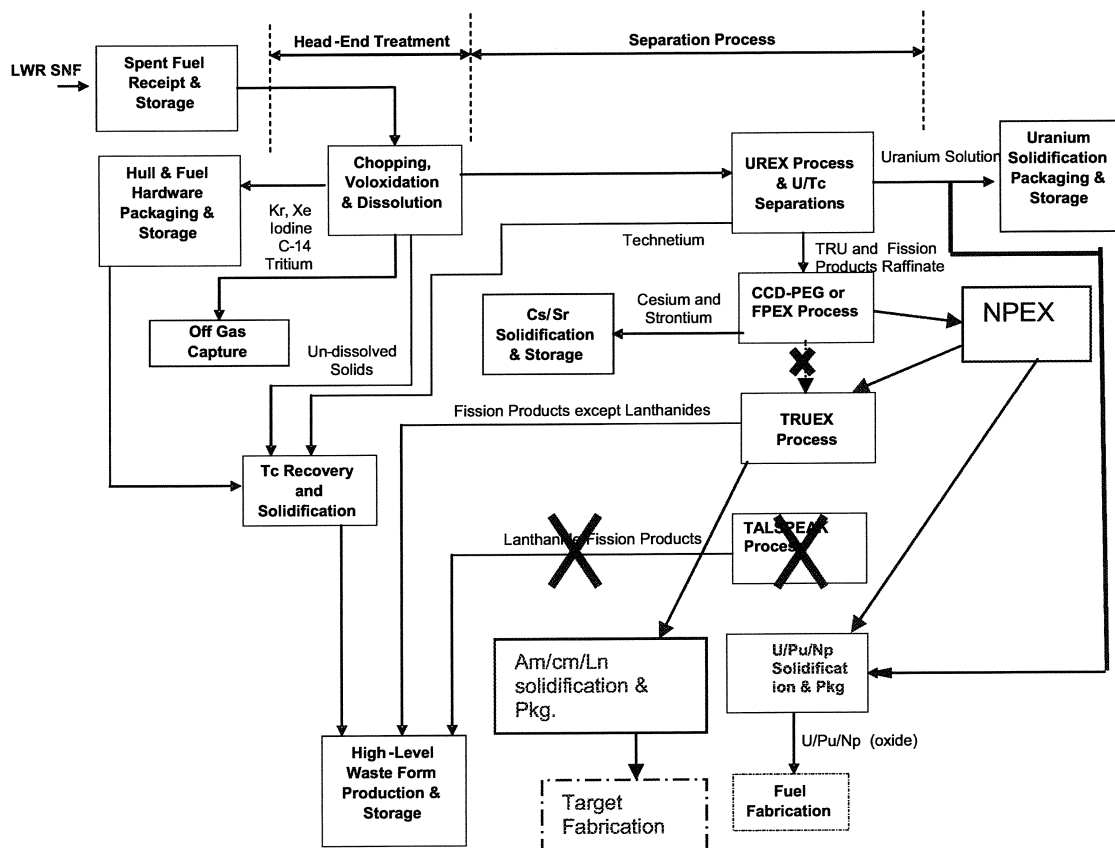 Head-End Treatment
Separation Process
LWR SNF
Spent Fuel
Receipt &
Storage
Hull & Fuel
Hardware
Packaging &
Storage
Chopping,
Voloxidation
& Dissolution
UREX Process
& U/Tc
Separations
Uranium Solution
Uranium
Solidification
Packaging &
Storage
Kr, Xe
Iodine
C-14
Tritium
Technetium
TRU and Fission
Products Raffinate
Off Gas
Capture
Cs/Sr
Solidification
& Storage
Cesium and
Strontium
CCD-PEG or
FPEX Process
NPEX
Un-dissolved
Solids
Fission Products except Lanthanides
TRUEX
Process
Tc Recovery
and
Solidification
Lanthanide Fission Products
TALSPEAK
Process
Am/cm/Ln
solidification &
Pkg.
U/Pu/Np
Solidificat
ion & Pkg
U/Pu/Np (oxide)
High-Level
Waste Form
Production &
Storage
Target
Fabrication
Fuel
Fabrication